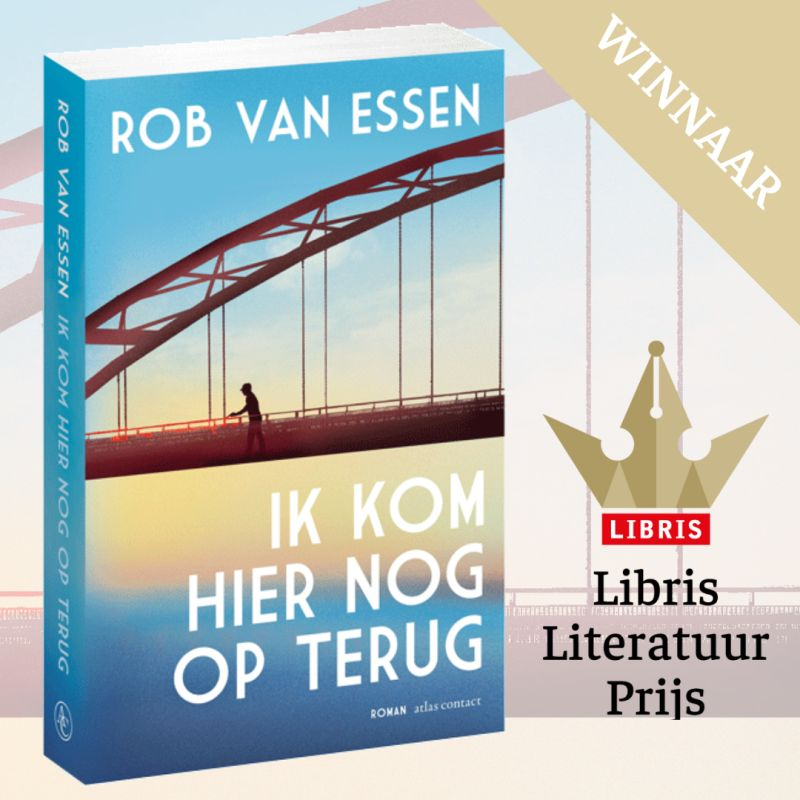 WINNAAR
ROB VAN ESSEN
ROB VAN ESSEN IK KOM HIER NOG OP TERUG
IK KOM
HIER NOG
OP TERUG
ROMAN atlas contact
AC
LIBRIS
Libris
Literatuur
Prijs